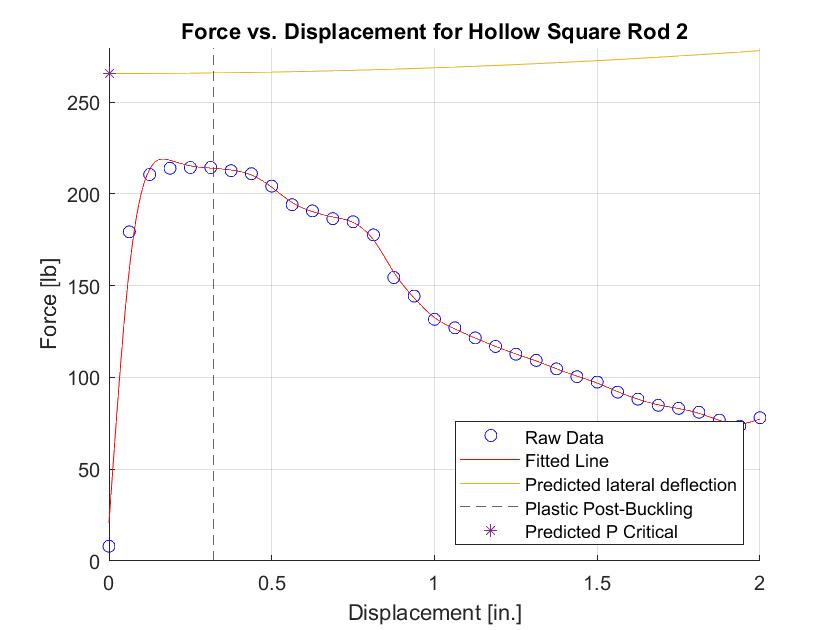 Force vs. Displacement for Hollow Square Rod 2
250
200
150
100
50
0
Force [lb]
Raw Data
Fitted Line
Predicted lateral deflection
Plastic Post-Buckling
Predicted P Critical
0 0.5 1 1.5 2
Displacement [in.]